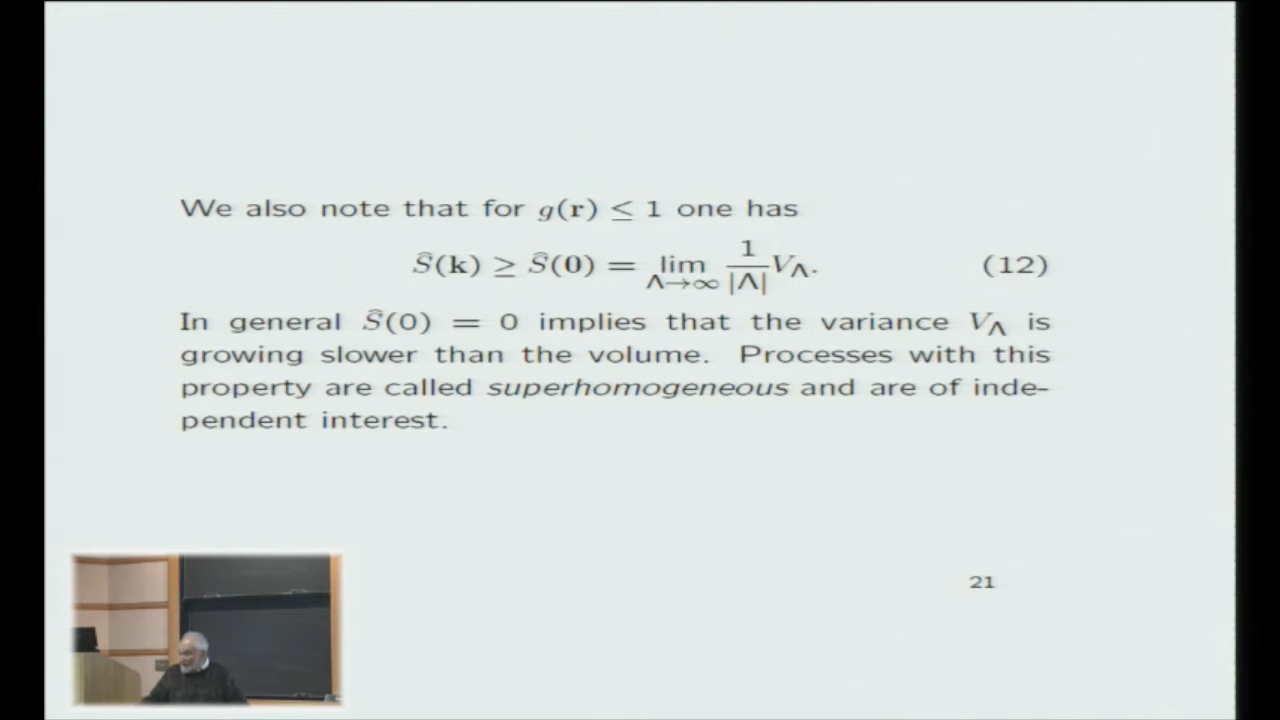 We also note that for g(r) ≤ 1 one has
Ŝ(k) ≥ Ŝ(0) = lim_{Λ→∞} 1/|Λ| V_Λ. (12)
In general Ŝ(0) = 0 implies that the variance V_Λ is
growing slower than the volume. Processes with this
property are called superhomogeneous and are of inde-
pendent interest.
21